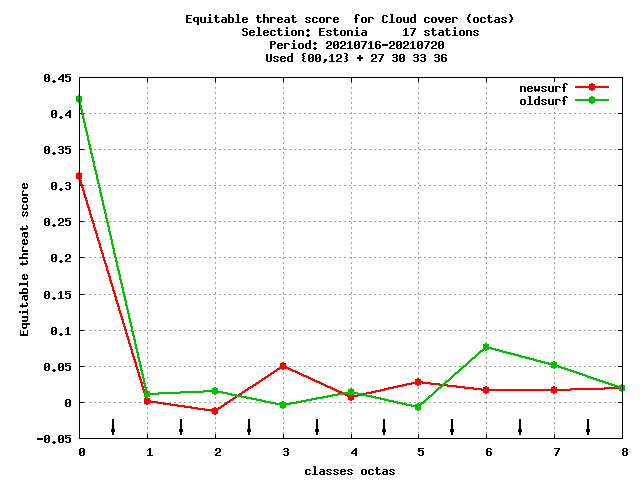 Equitable threat score  for Cloud cover (octas)
Selection: Estonia     17 stations
Period: 20210716-20210720
Used {00,12} + 27 30 33 36
newsurf
oldsurf
Equitable threat score
0.45
0.4
0.35
0.3
0.25
0.2
0.15
0.1
0.05
0
-0.05
0 1 2 3 4 5 6 7 8
classes octas